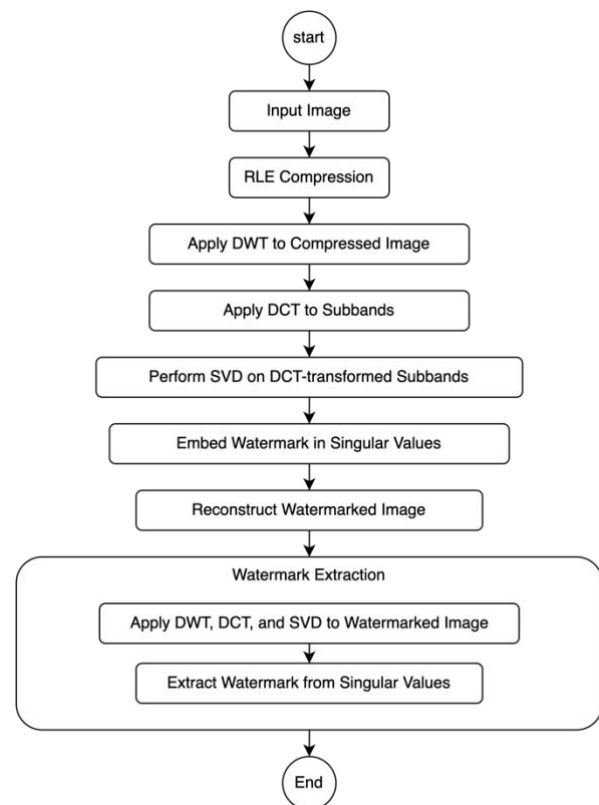 start
Input Image
RLE Compression
Apply DWT to Compressed Image
Apply DCT to Subbands
Perform SVD on DCT-transformed Subbands
Embed Watermark in Singular Values
Reconstruct Watermarked Image
Watermark Extraction
Apply DWT, DCT, and SVD to Watermarked Image
Extract Watermark from Singular Values
End